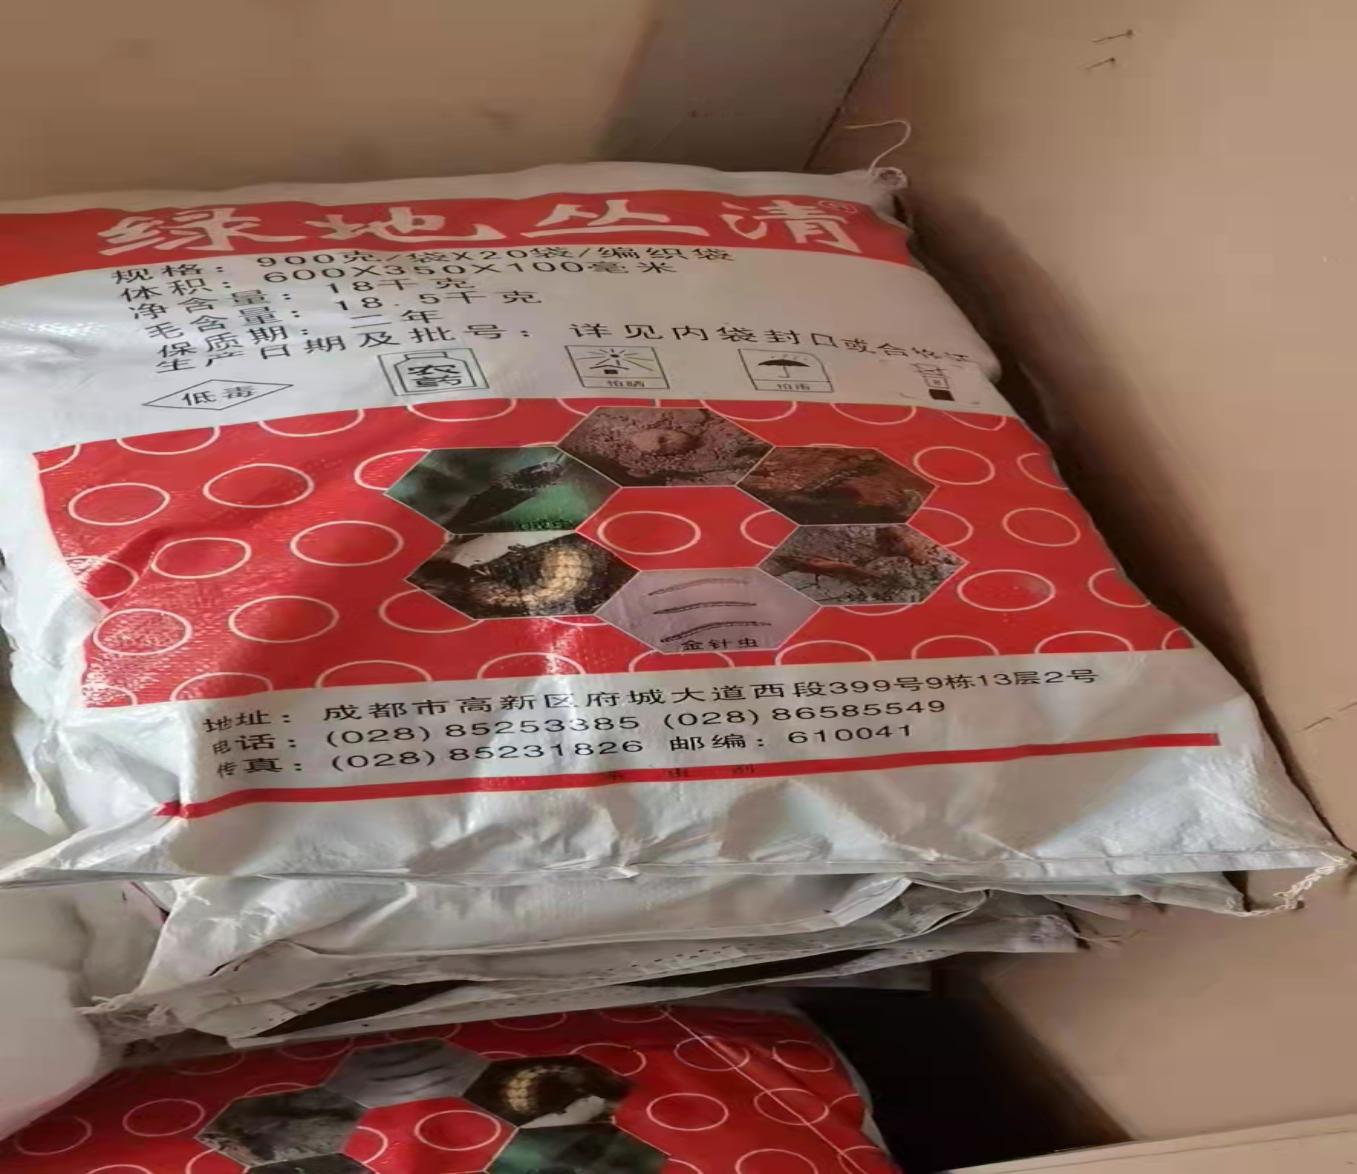 绿地丛清
规格：900克/袋X20袋/编织袋
体积：600X350X100毫米
净含量：18千克
毛含量：18.5千克
保质期：二年
生产日期及批号：详见内袋封口或合格证
低毒
农药
怕晒
怕雨
金针虫
地址：成都市高新区府城大道西段399号9栋13层2号
电话：(028) 85253385 (028) 86585549
传真：(028) 85231826 邮编：610041
杀虫剂